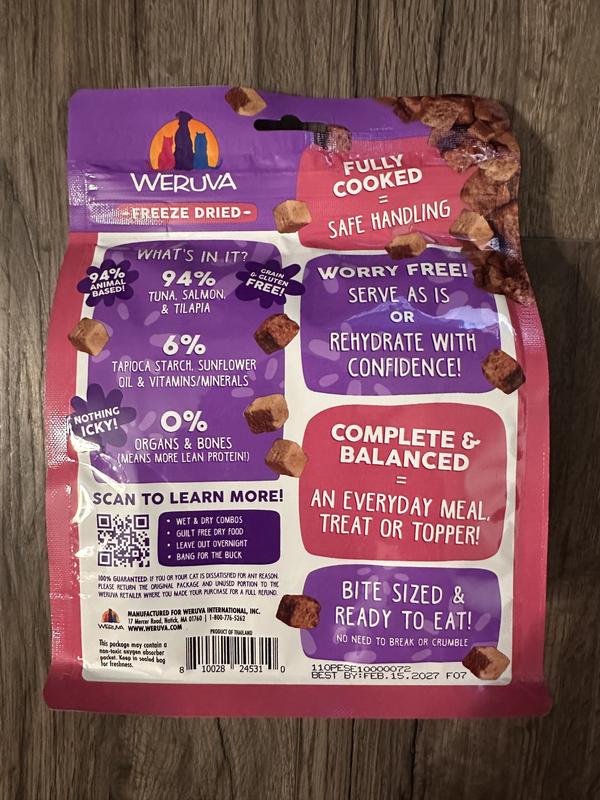 WERUVA
- FREEZE DRIED -
FULLY
COOKED
=
SAFE HANDLING
WHAT'S IN IT?
94%
ANIMAL
BASED!
94%
TUNA, SALMON,
& TILAPIA
GRAIN
& GLUTEN
FREE!
6%
TAPIOCA STARCH, SUNFLOWER
OIL & VITAMINS/MINERALS
NOTHING
ICKY!
0%
ORGANS & BONES
(MEANS MORE LEAN PROTEIN!)
WORRY FREE!
SERVE AS IS
OR
REHYDRATE WITH
CONFIDENCE!
COMPLETE &
BALANCED
=
AN EVERYDAY MEAL,
TREAT OR TOPPER!
SCAN TO LEARN MORE!
• WET & DRY COMBOS
• GUILT FREE DRY FOOD
• LEAVE OUT OVERNIGHT
• BANG FOR THE BUCK
100% GUARANTEED. IF YOU OR YOUR CAT IS DISSATISFIED FOR ANY REASON,
PLEASE RETURN THE ORIGINAL PACKAGE AND UNUSED PORTION TO THE
WERUVA RETAILER WHERE YOU MADE YOUR PURCHASE FOR A FULL REFUND.
WERUVA
MANUFACTURED FOR WERUVA INTERNATIONAL, INC.
17 Mercer Road, Natick, MA 01760 | 1-800-776-5262
WWW.WERUVA.COM
This package may contain a
non-toxic oxygen absorber
packet. Keep in sealed bag
for freshness.
PRODUCT OF THAILAND
8 10028 24531 0
BITE SIZED &
READY TO EAT!
NO NEED TO BREAK OR CRUMBLE
110PESE10000072
BEST BY:FEB.15.2027 F07